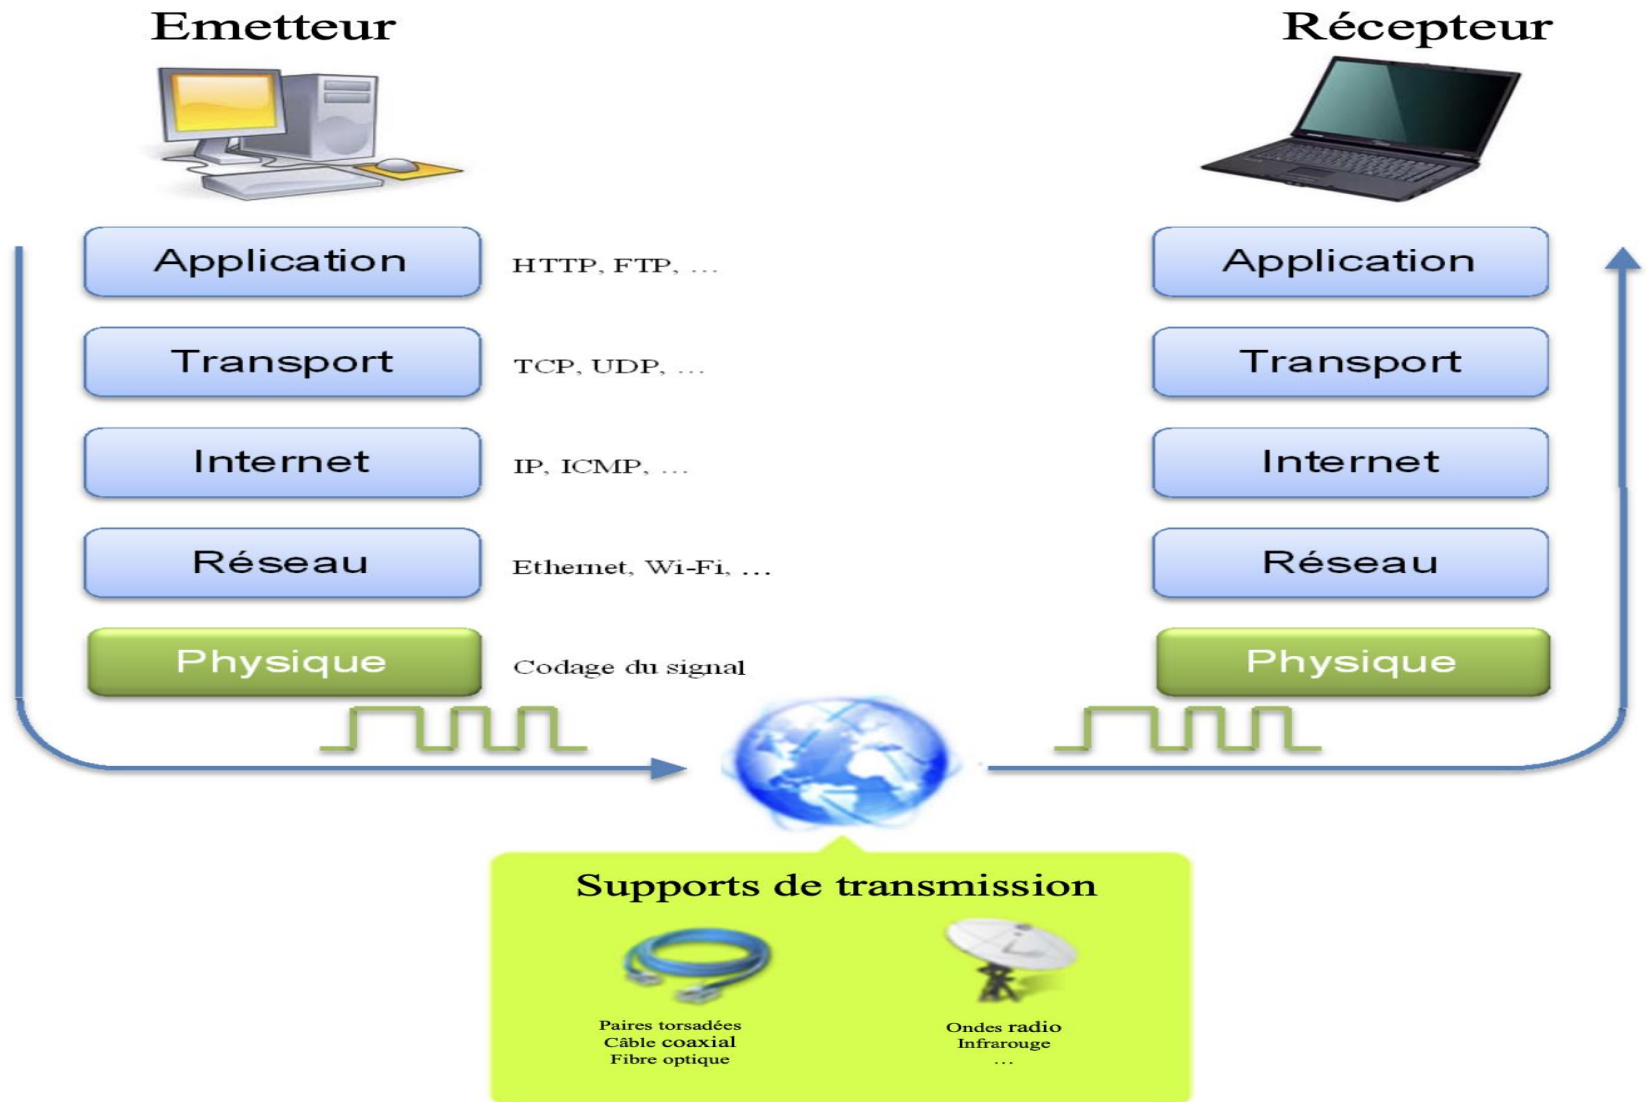 Emetteur
Récepteur
Application
HTTP, FTP, …
Application
Transport
TCP, UDP, …
Transport
Internet
IP, ICMP, …
Internet
Réseau
Ethernet, Wi-Fi, …
Réseau
Physique
Codage du signal
Physique
Supports de transmission
Paires torsadées
Câble coaxial
Fibre optique
Ondes radio
Infrarouge
…